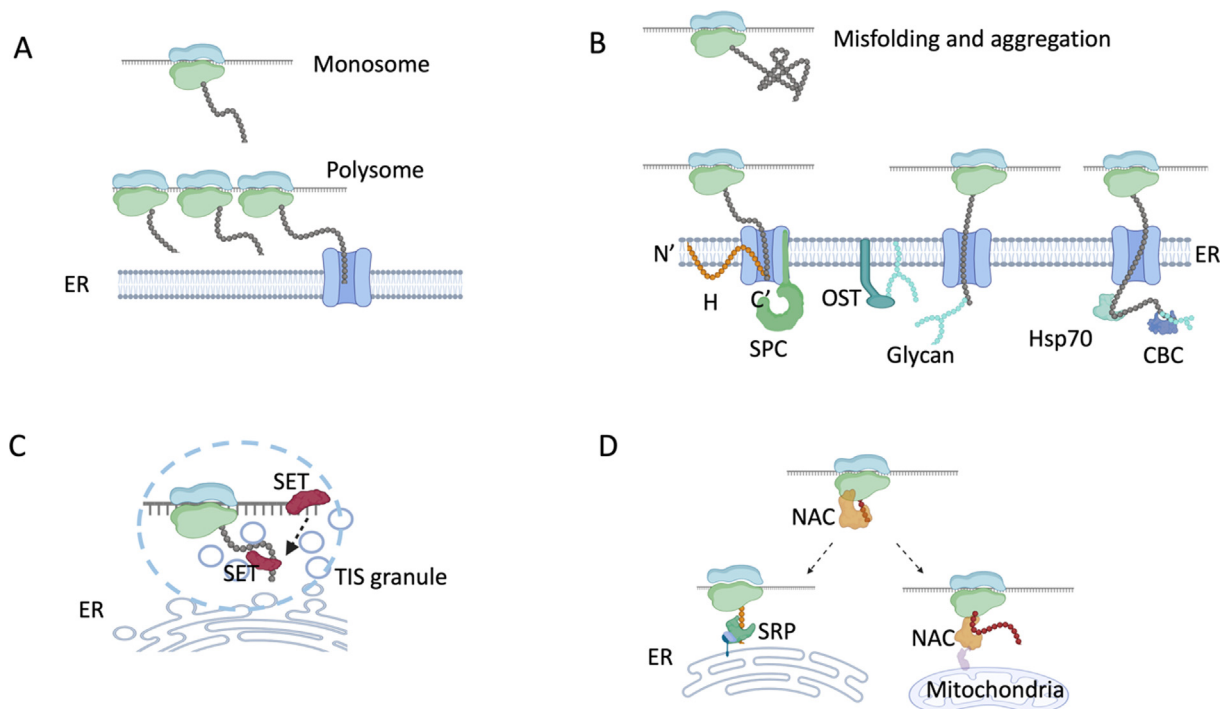 A
Monosome
Polysome
ER
B
Misfolding and aggregation
N’
H
C’
SPC
OST
Glycan
Hsp70
CBC
ER
C
SET
SET
TIS granule
ER
D
NAC
SRP
ER
NAC
Mitochondria